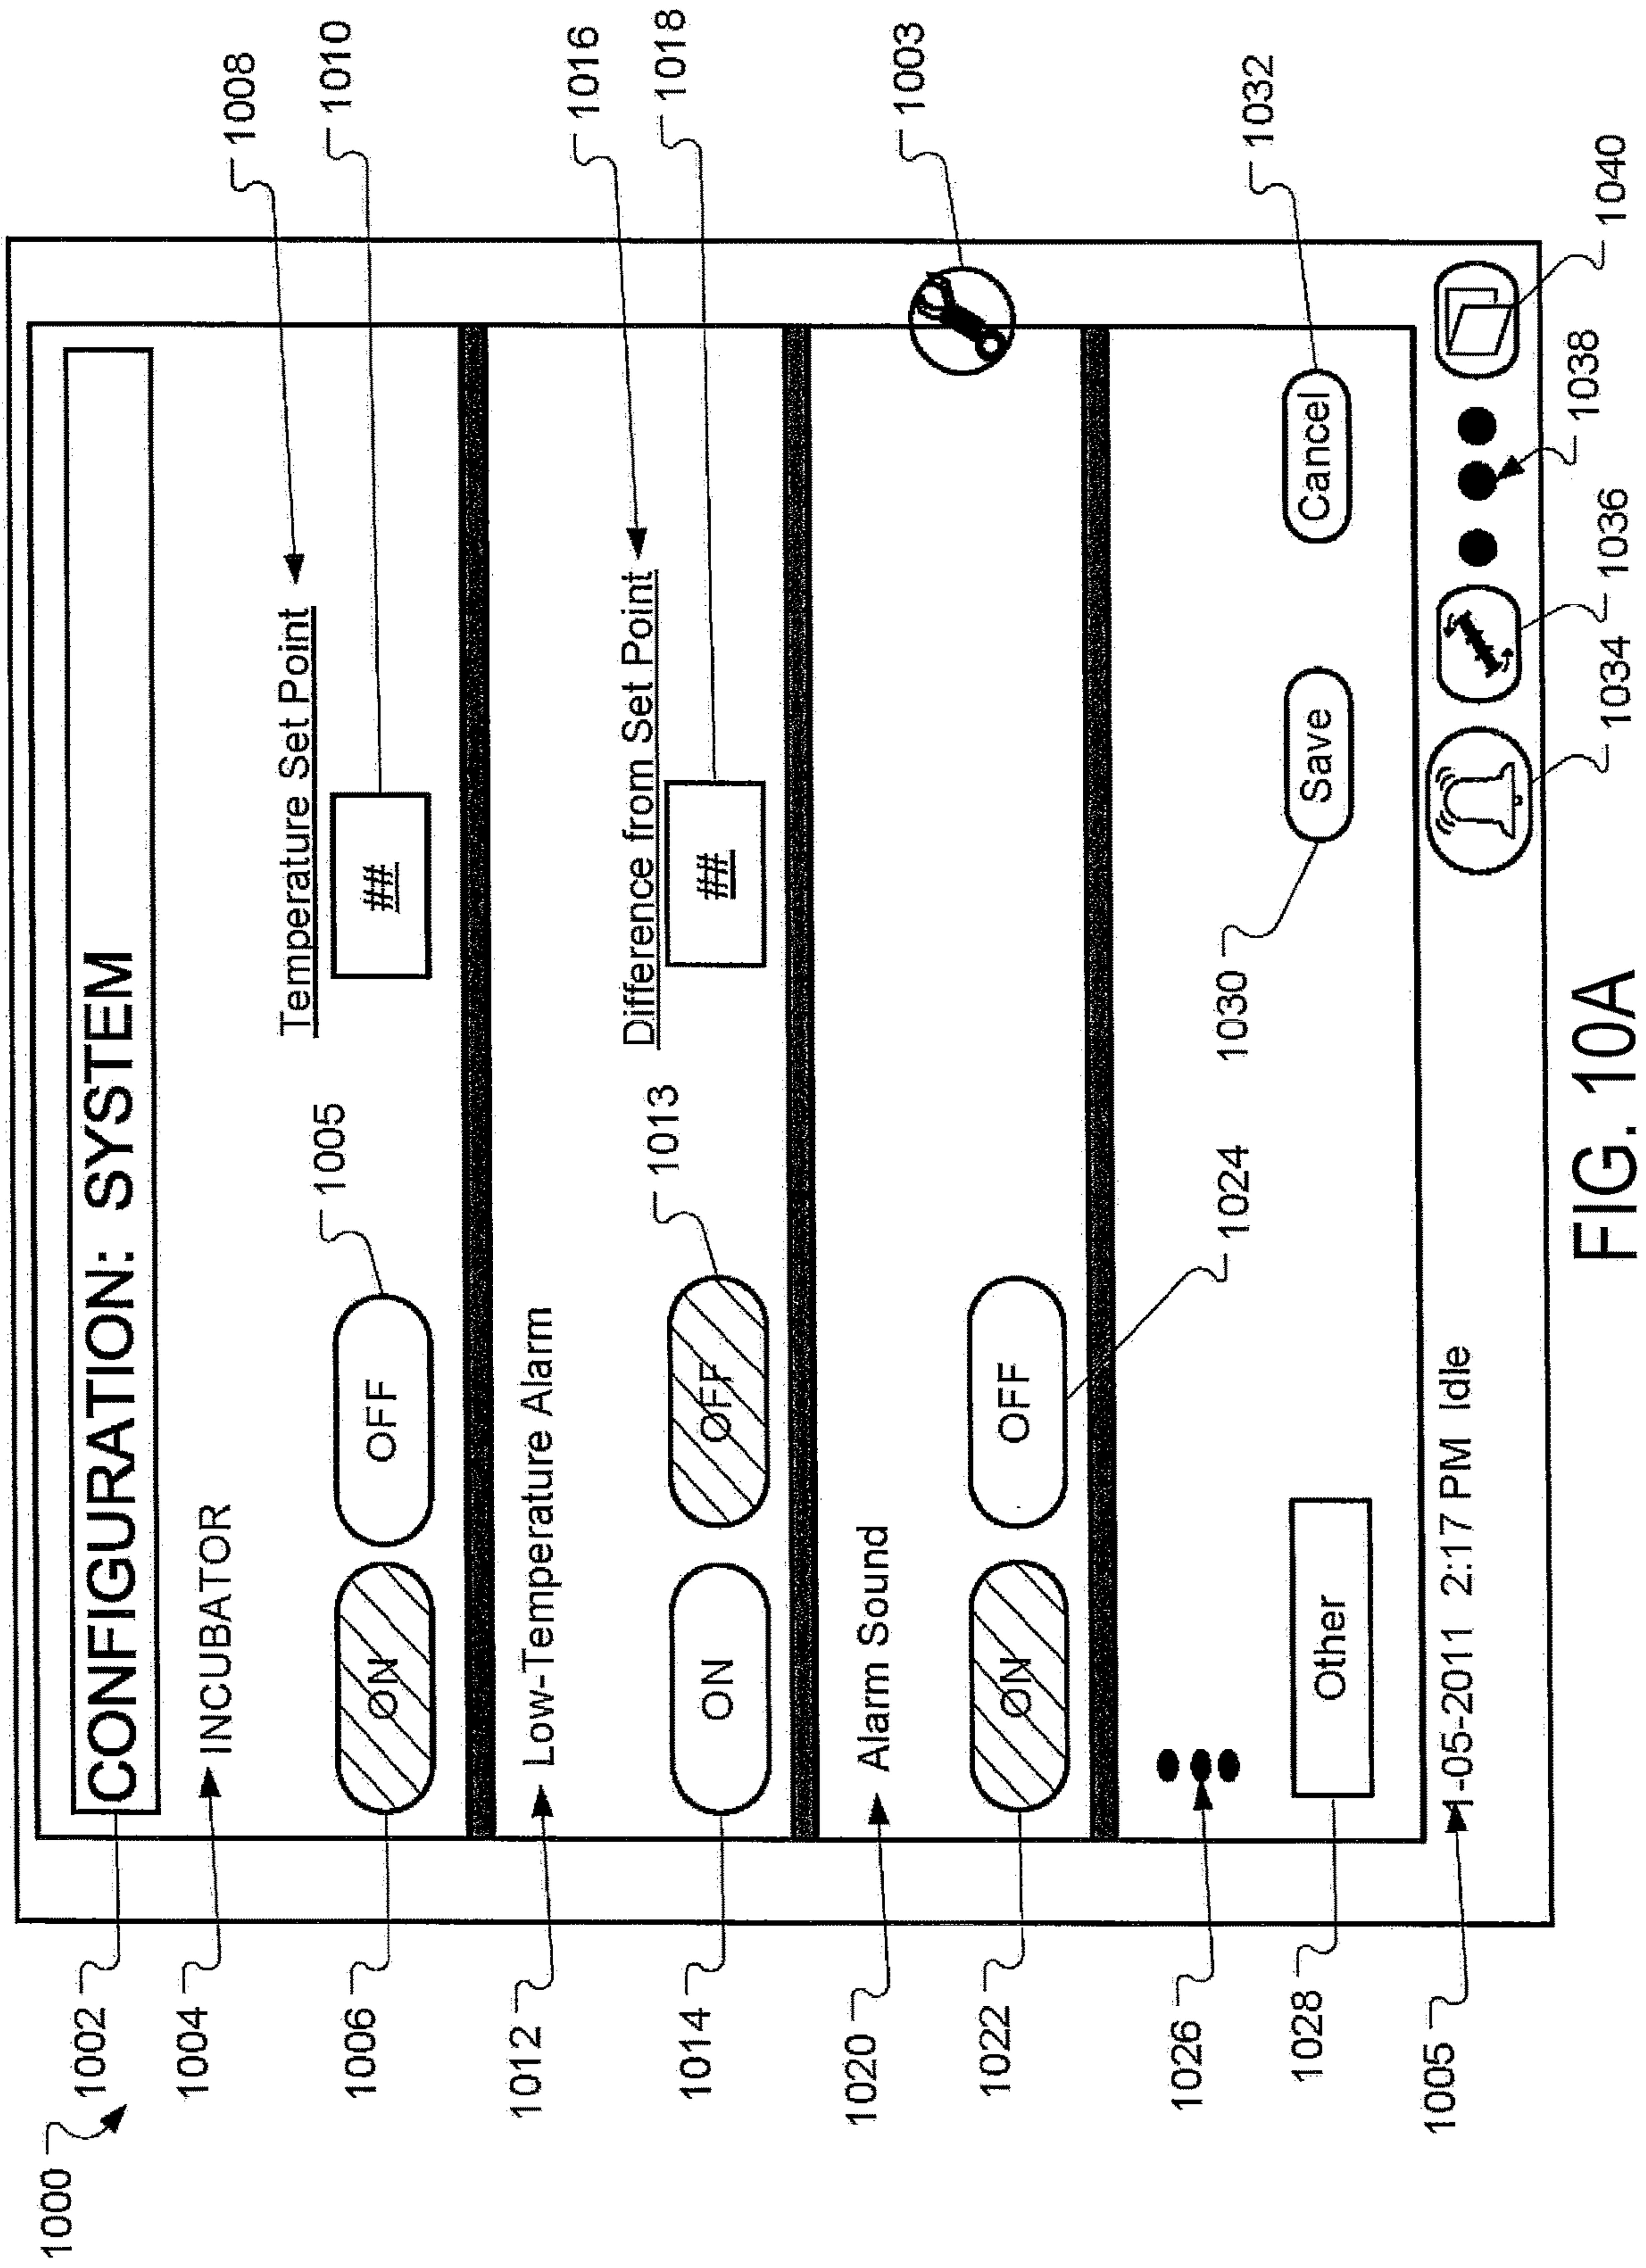 1000
1002
CONFIGURATION: SYSTEM
1004
INCUBATOR
1008
Temperature Set Point
1005
1010
1006
ON
OFF
##
1012
Low-Temperature Alarm
1016
Difference from Set Point
1013
1018
1014
ON
OFF
##
1020
Alarm Sound
1003
1022
ON
OFF
1024
1026
1030
1032
1028
Other
Save
Cancel
1005
1-05-2011 2:17 PM Idle
1034
1036
1038
1040
FIG. 10A